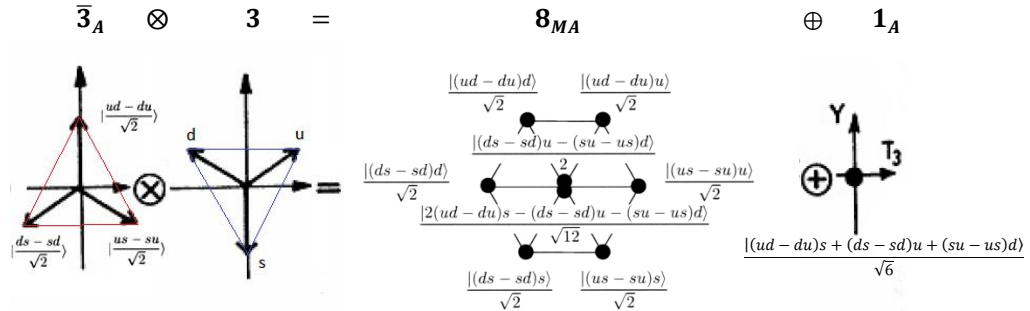 3̅_A ⊗ 3 = 8_MA ⊕ 1_A
|(ud − du)d⟩/√2 |(ud − du)u⟩/√2
|(ud − du)/√2⟩
Y
d u
|(ds − sd)u − (su − us)d⟩/2
T_3
|(ds − sd)d⟩/√2 |(us − su)u⟩/√2
⊗ = ⊕
|2(ud − du)s − (ds − sd)u − (su − us)d⟩/√12
|(ds − sd)/√2⟩ |(us − su)/√2⟩
s
|(ud − du)s + (ds − sd)u + (su − us)d⟩/√6
|(ds − sd)s⟩/√2 |(us − su)s⟩/√2